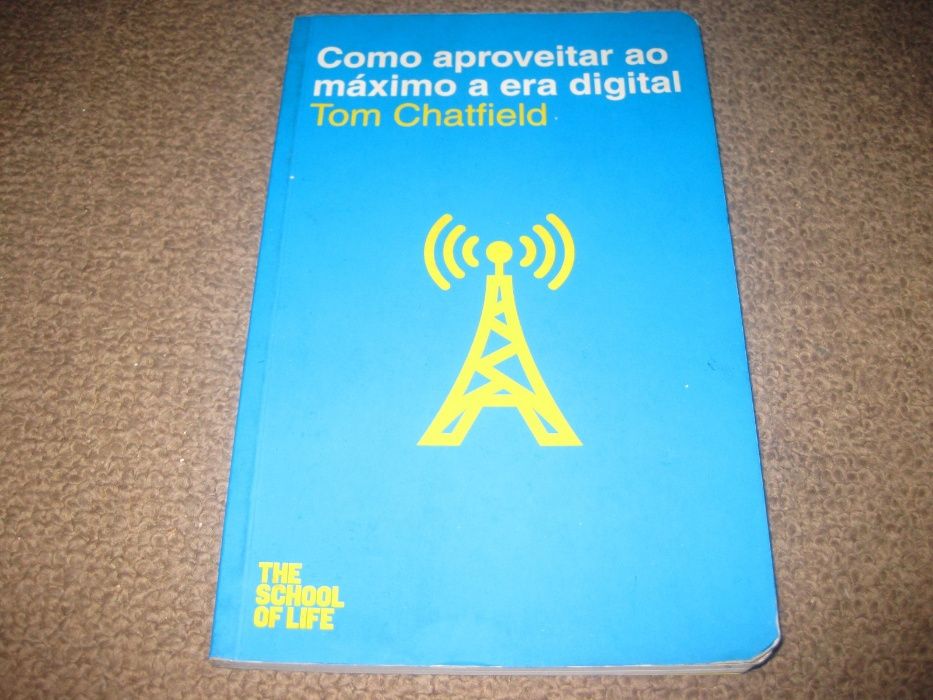 Como aproveitar ao
máximo a era digital
Tom Chatfield
THE
SCHOOL
OF LIFE